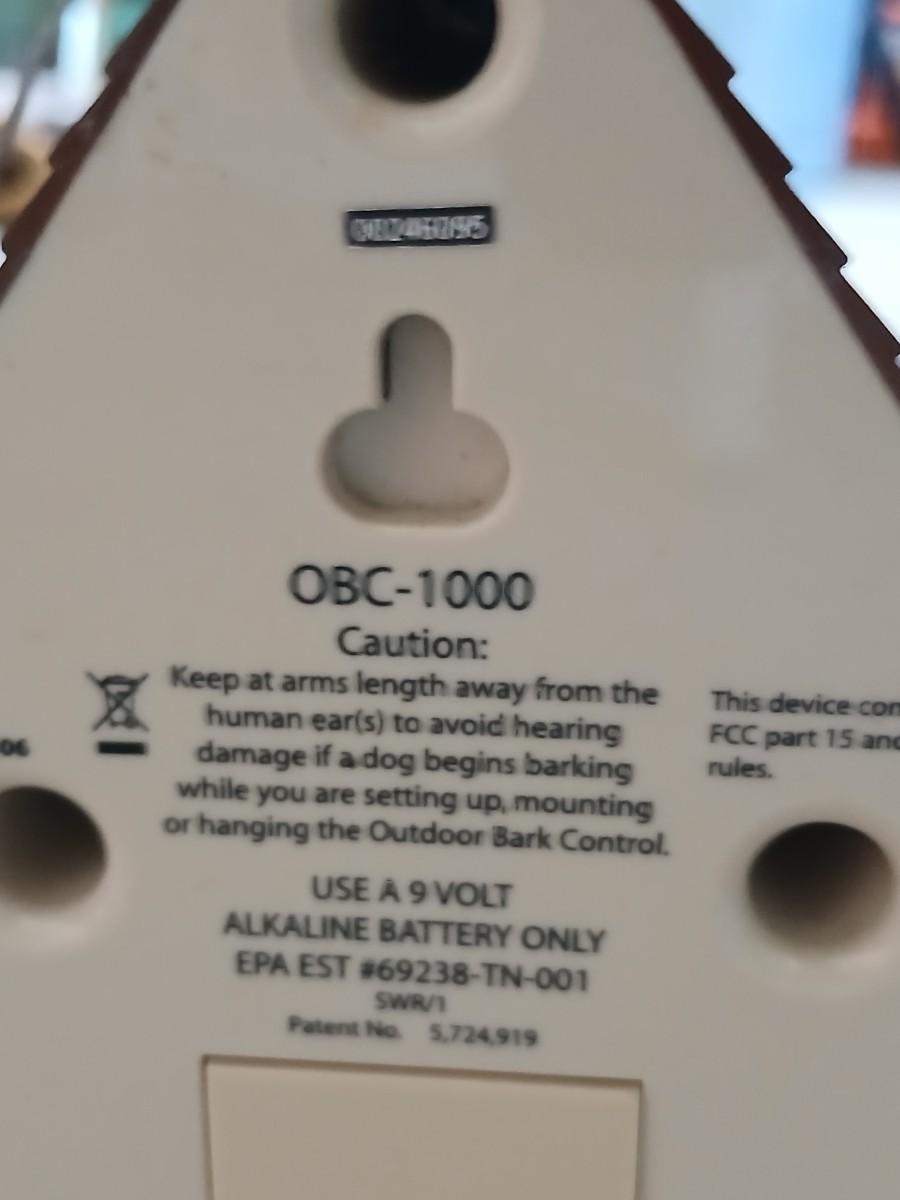 OBC-1000
Caution:
Keep at arms length away from the
human ear(s) to avoid hearing
damage if a dog begins barking
while you are setting up, mounting
or hanging the Outdoor Bark Control.
06
This device con
FCC part 15 and
rules.
USE A 9 VOLT
ALKALINE BATTERY ONLY
EPA EST #69238-TN-001
SWR/1
Patent No. 5,724,919